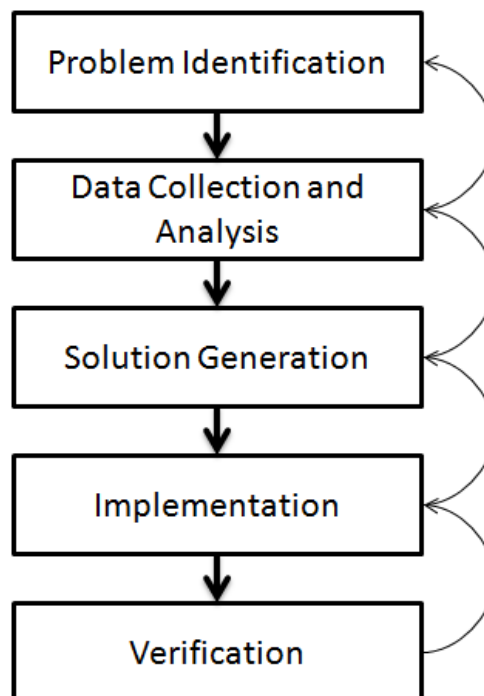 Problem Identification
Data Collection and
Analysis
Solution Generation
Implementation
Verification